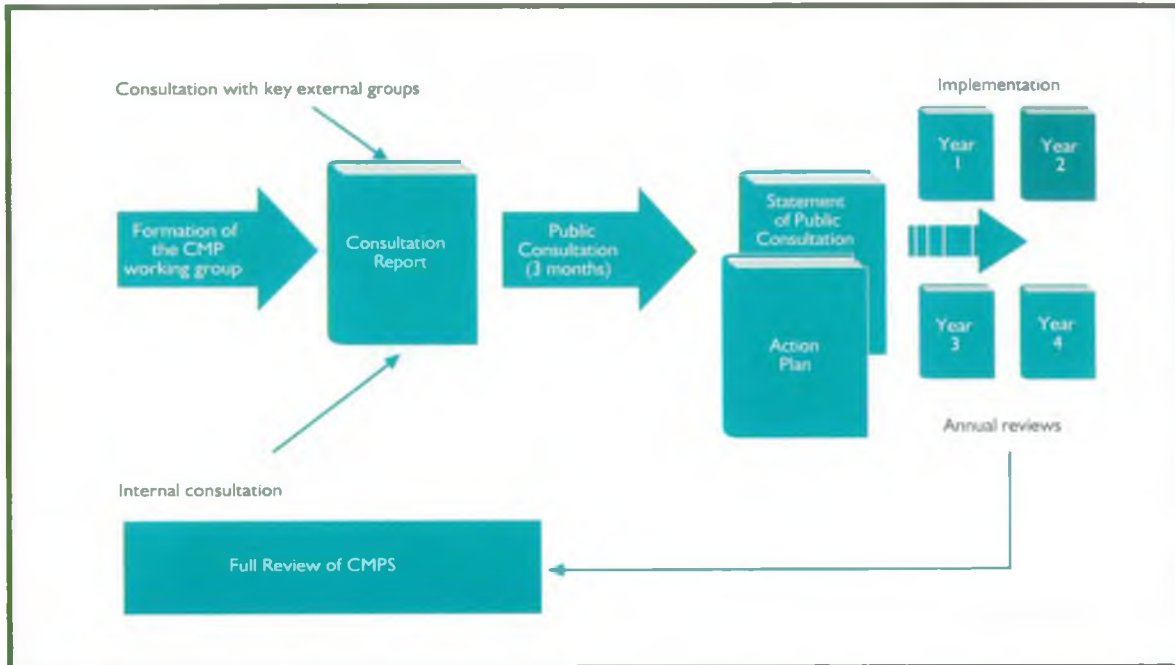 Consultation with key external groups
Implementation
Year
1
Year
2
Formation of
the CMP
working group
Consultation
Report
Public
Consultation
(3 months)
Statement
of Public
Consultation
Action
Plan
Year
3
Year
4
Annual reviews
Internal consultation
Full Review of CMPS